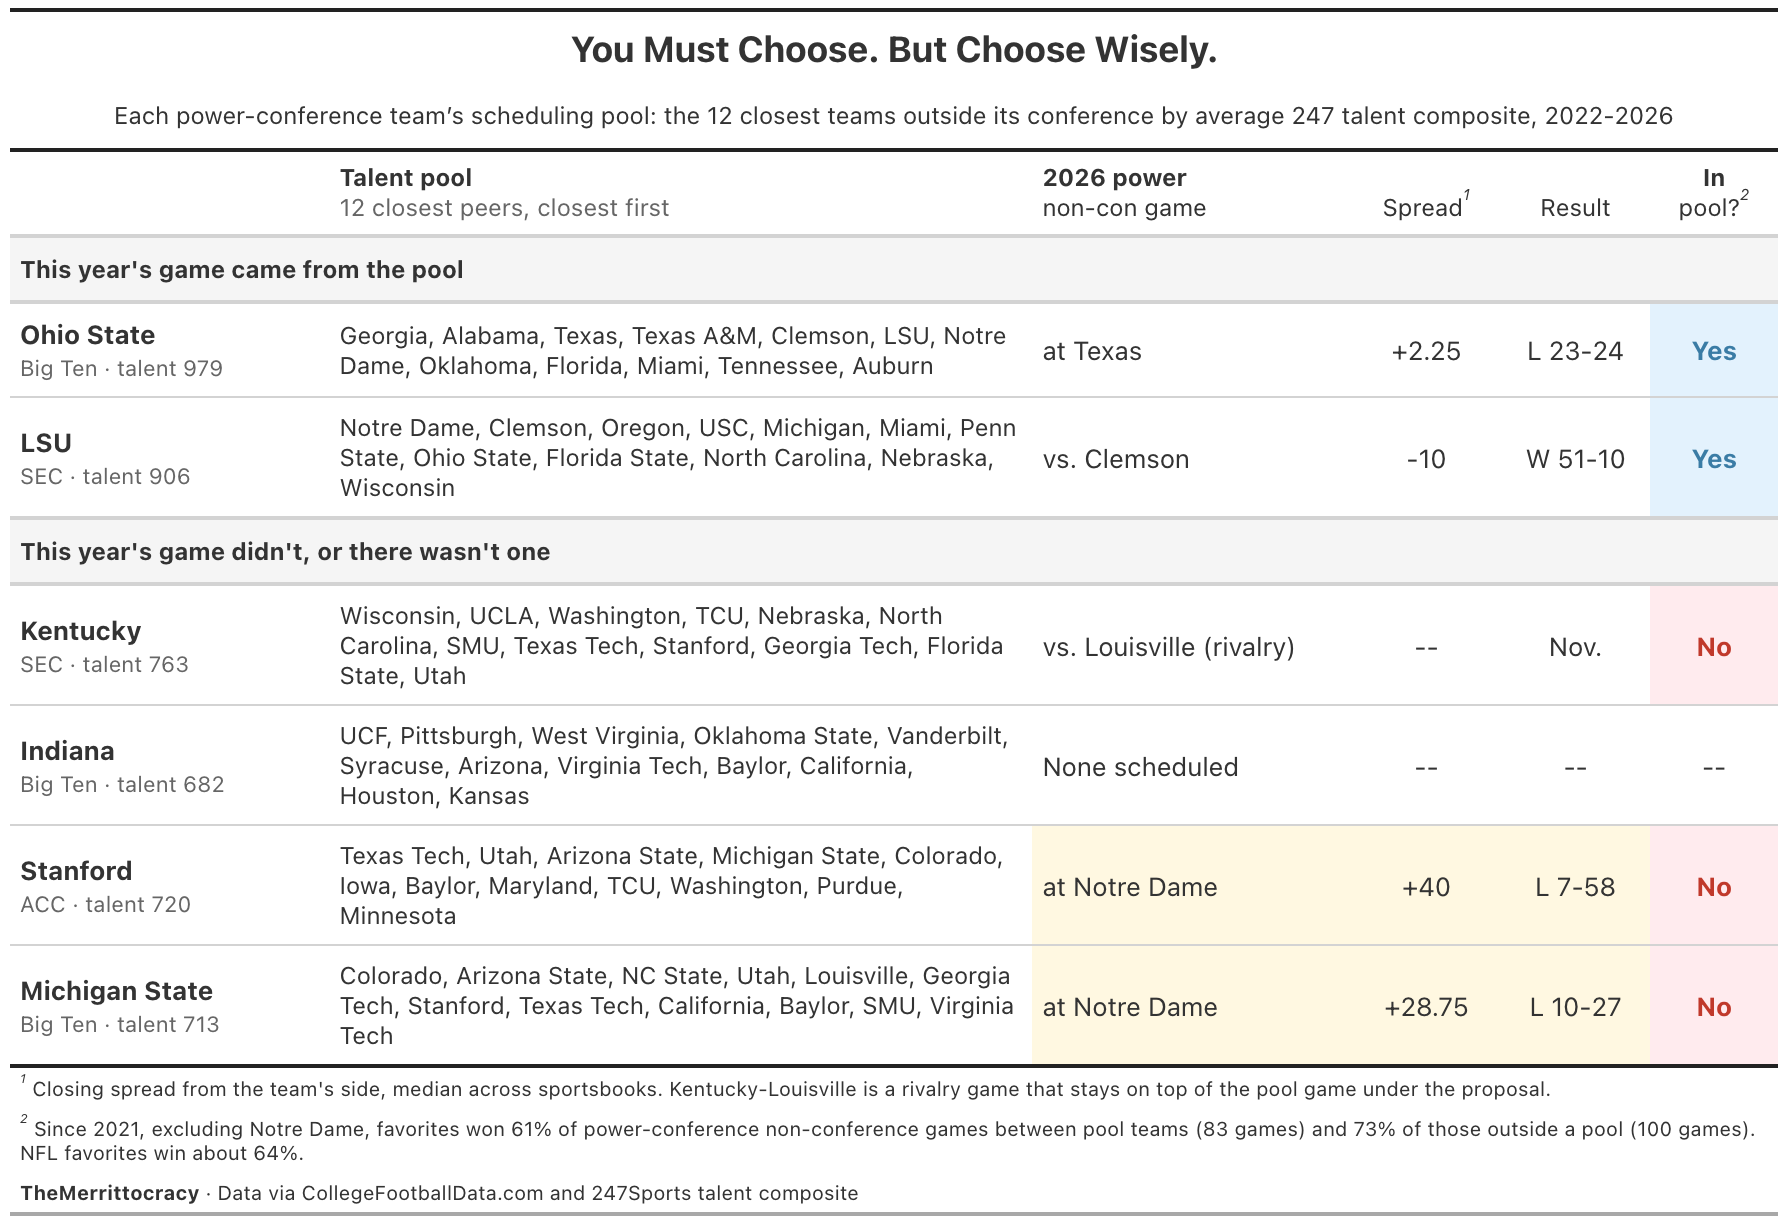 You Must Choose. But Choose Wisely.
Each power-conference team’s scheduling pool: the 12 closest teams outside its conference by average 247 talent composite, 2022-2026
Talent pool
12 closest peers, closest first
2026 power
non-con game
Spread1
Result
In
pool?2
This year's game came from the pool
Ohio State
Big Ten · talent 979
Georgia, Alabama, Texas, Texas A&M, Clemson, LSU, Notre
Dame, Oklahoma, Florida, Miami, Tennessee, Auburn
at Texas
+2.25
L 23-24
Yes
LSU
SEC · talent 906
Notre Dame, Clemson, Oregon, USC, Michigan, Miami, Penn
State, Ohio State, Florida State, North Carolina, Nebraska,
Wisconsin
vs. Clemson
-10
W 51-10
Yes
This year's game didn't, or there wasn't one
Kentucky
SEC · talent 763
Wisconsin, UCLA, Washington, TCU, Nebraska, North
Carolina, SMU, Texas Tech, Stanford, Georgia Tech, Florida
State, Utah
vs. Louisville (rivalry)
--
Nov.
No
Indiana
Big Ten · talent 682
UCF, Pittsburgh, West Virginia, Oklahoma State, Vanderbilt,
Syracuse, Arizona, Virginia Tech, Baylor, California,
Houston, Kansas
None scheduled
--
--
--
Stanford
ACC · talent 720
Texas Tech, Utah, Arizona State, Michigan State, Colorado,
Iowa, Baylor, Maryland, TCU, Washington, Purdue,
Minnesota
at Notre Dame
+40
L 7-58
No
Michigan State
Big Ten · talent 713
Colorado, Arizona State, NC State, Utah, Louisville, Georgia
Tech, Stanford, Texas Tech, California, Baylor, SMU, Virginia
Tech
at Notre Dame
+28.75
L 10-27
No
1 Closing spread from the team's side, median across sportsbooks. Kentucky-Louisville is a rivalry game that stays on top of the pool game under the proposal.
2 Since 2021, excluding Notre Dame, favorites won 61% of power-conference non-conference games between pool teams (83 games) and 73% of those outside a pool (100 games).
NFL favorites win about 64%.
TheMerrittocracy · Data via CollegeFootballData.com and 247Sports talent composite